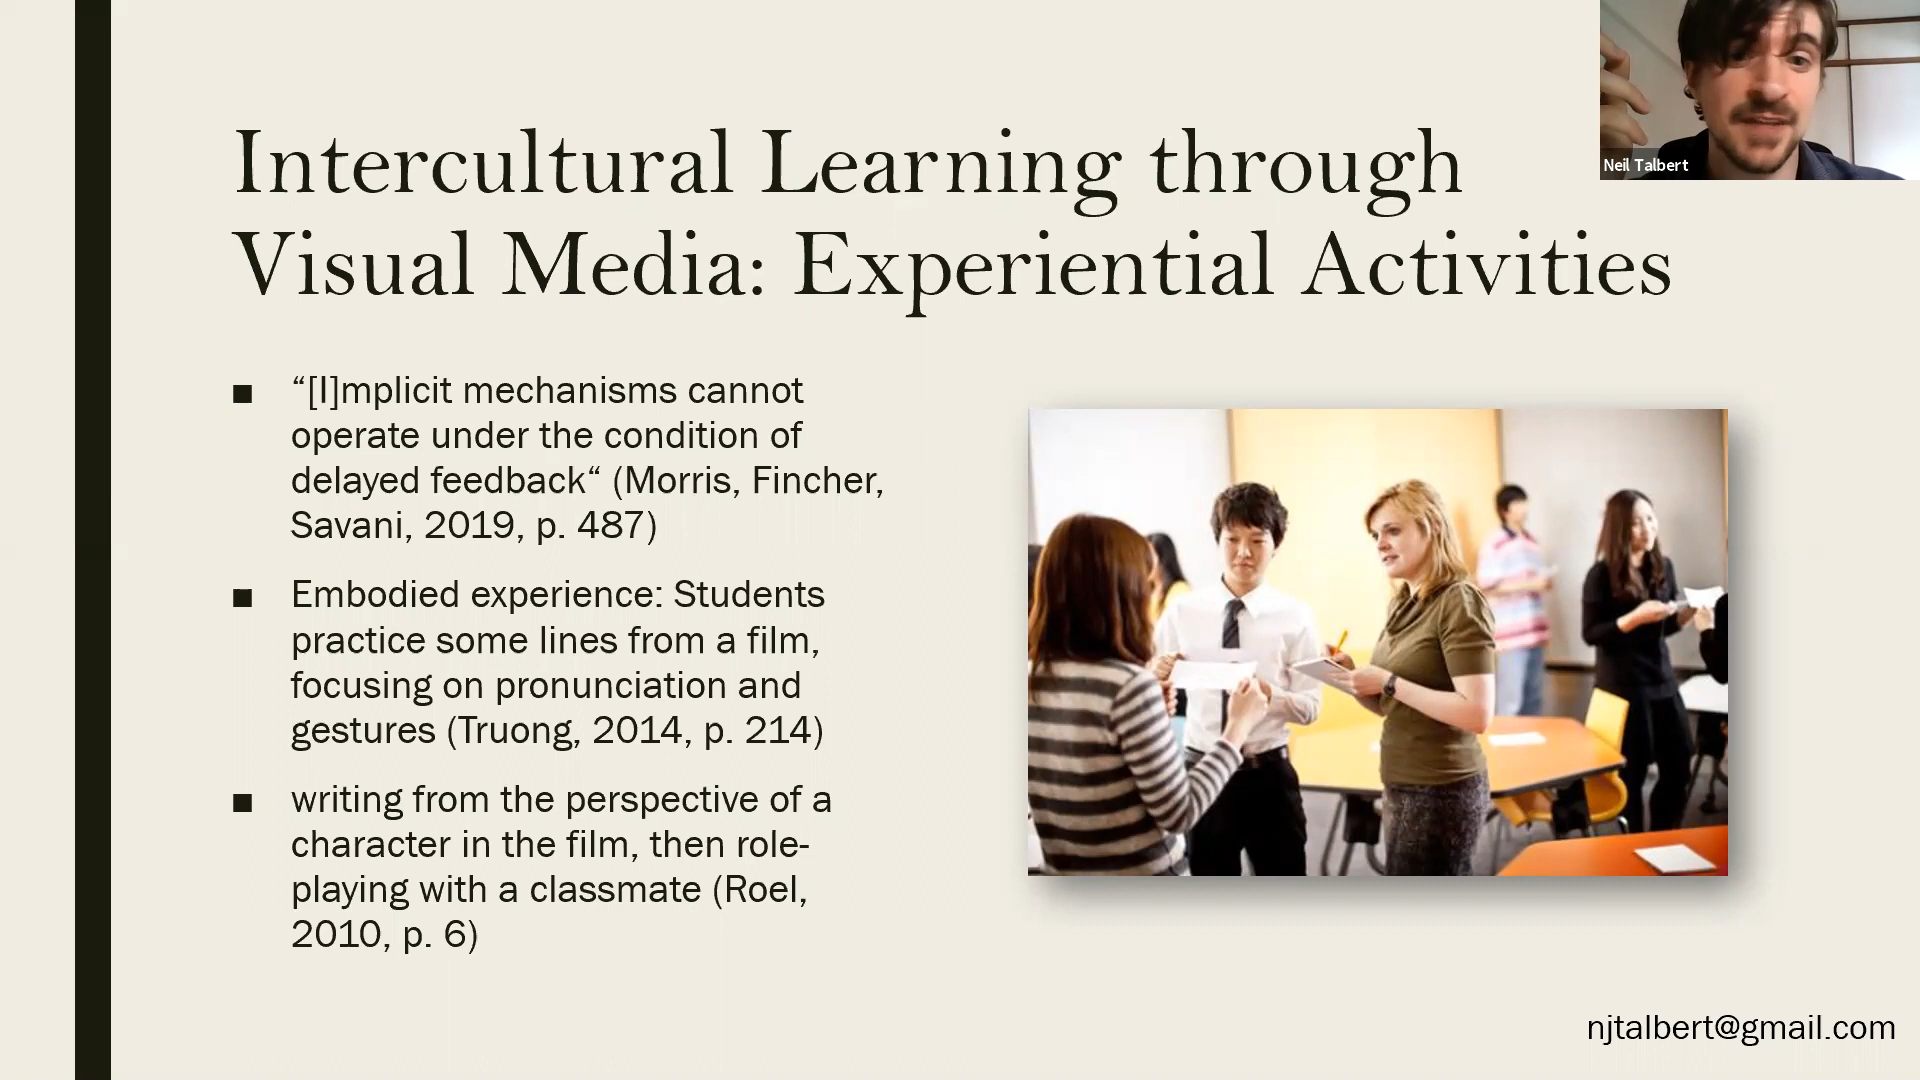 Intercultural Learning through
Visual Media: Experiential Activities
Neil Talbert
■ “[I]mplicit mechanisms cannot
operate under the condition of
delayed feedback“ (Morris, Fincher,
Savani, 2019, p. 487)
■ Embodied experience: Students
practice some lines from a film,
focusing on pronunciation and
gestures (Truong, 2014, p. 214)
■ writing from the perspective of a
character in the film, then role-
playing with a classmate (Roel,
2010, p. 6)
njtalbert@gmail.com